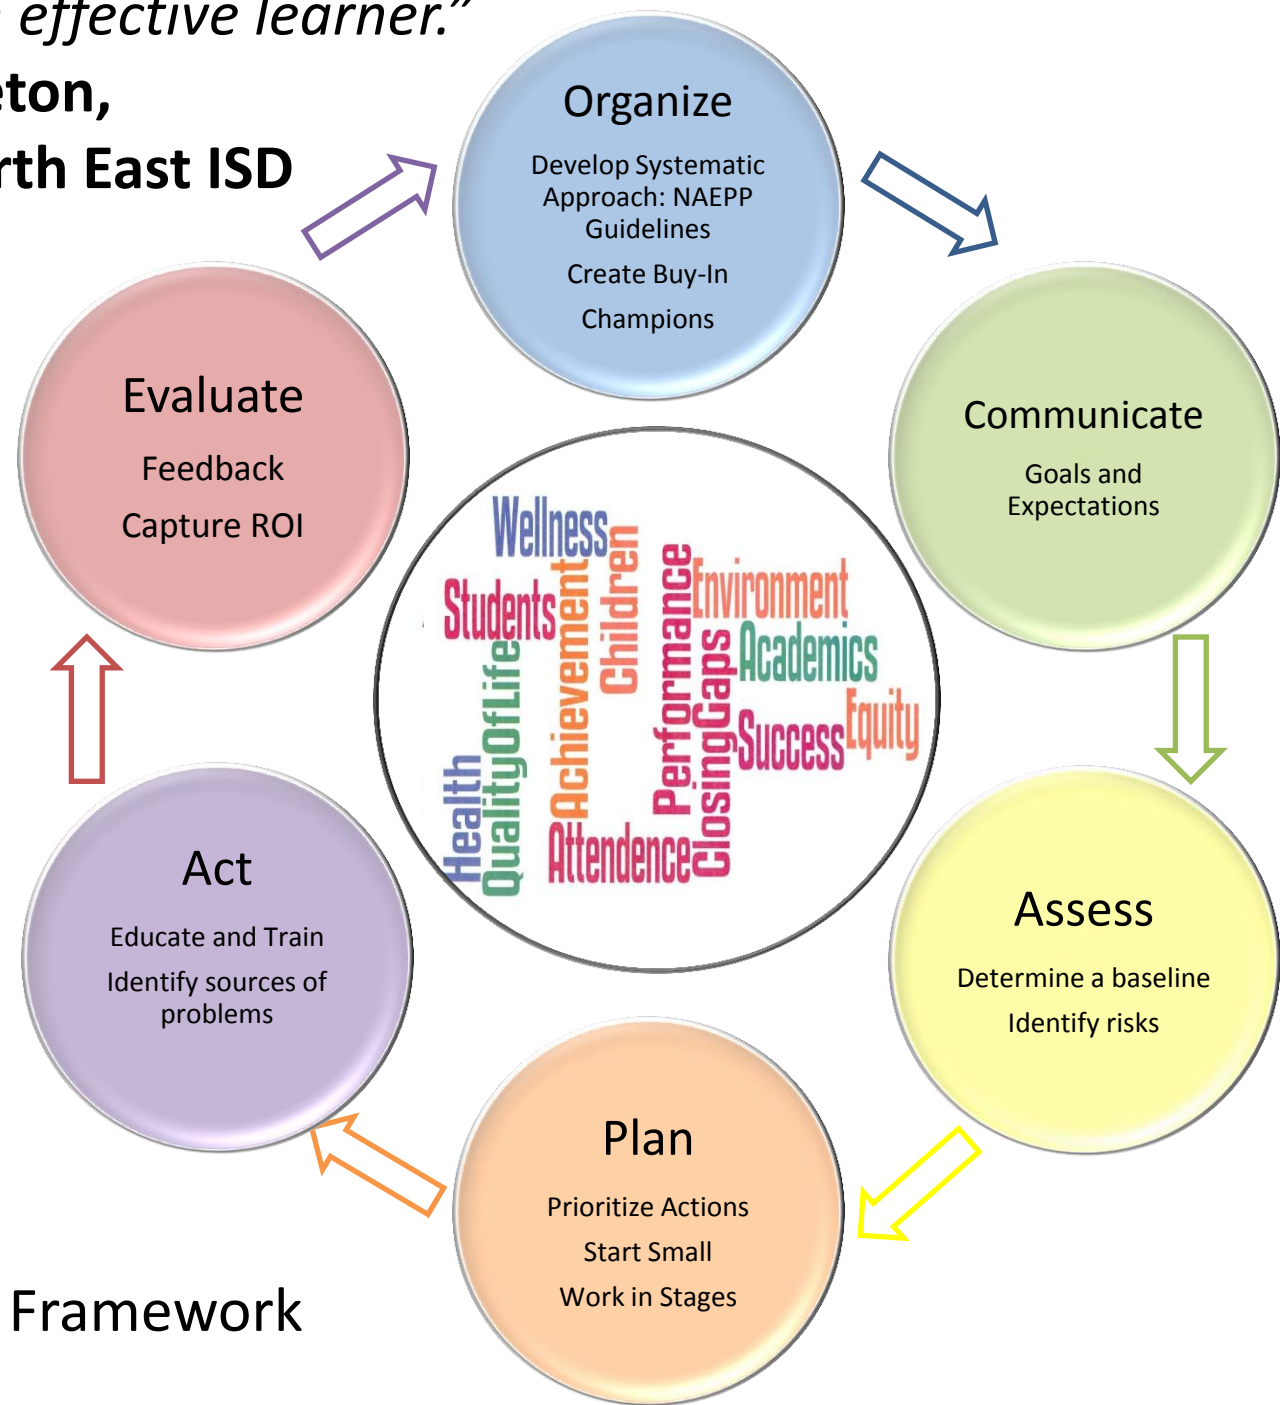 effective learner.”
eton,
rth East ISD
Organize
Develop Systematic
Approach: NAEPP
Guidelines
Create Buy-In
Champions
Communicate
Goals and
Expectations
Assess
Determine a baseline
Identify risks
Plan
Prioritize Actions
Start Small
Work in Stages
Act
Educate and Train
Identify sources of
problems
Evaluate
Feedback
Capture ROI
Wellness
Students
Achievement
Children
Health
QualityOfLife
Attendence
Performance
ClosingGaps
Environment
Academics
Success
Equity
Framework